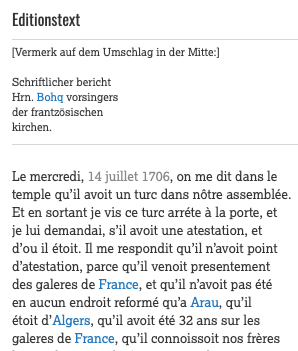 Editionstext
[Vermerk auf dem Umschlag in der Mitte:]
Schriftlicher bericht
Hrn. Bohq vorsingers
der frantzösischen
kirchen.
Le mercredi, 14 juillet 1706, on me dit dans le
temple qu'il avoit un turc dans nôtre assemblée.
Et en sortant je vis ce turc arréte à la porte, et
je lui demandai, s'il avoit une atestation, et
d'ou il étoit. Il me respondit qu'il n'avoit point
d'atestation, parce qu'il venoit presentement
des galeres de France, et qu'il n'avoit pas été
en aucun endroit reformé qu'a Arau, qu'il
étoit d'Algers, qu'il avoit été 32 ans sur les
galeres de France, qu'il connoissoit nos frères